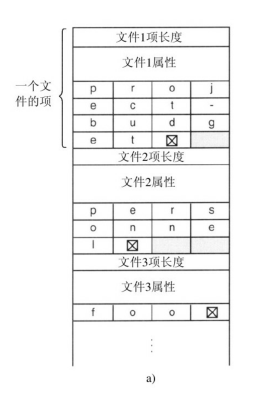 文件1项长度
文件1属性
一个文
件的项
p r o j
e c t -
b u d g
e t ☒
文件2项长度
文件2属性
p e r s
o n n e
l ☒
文件3项长度
文件3属性
f o o ☒
⋮
a)